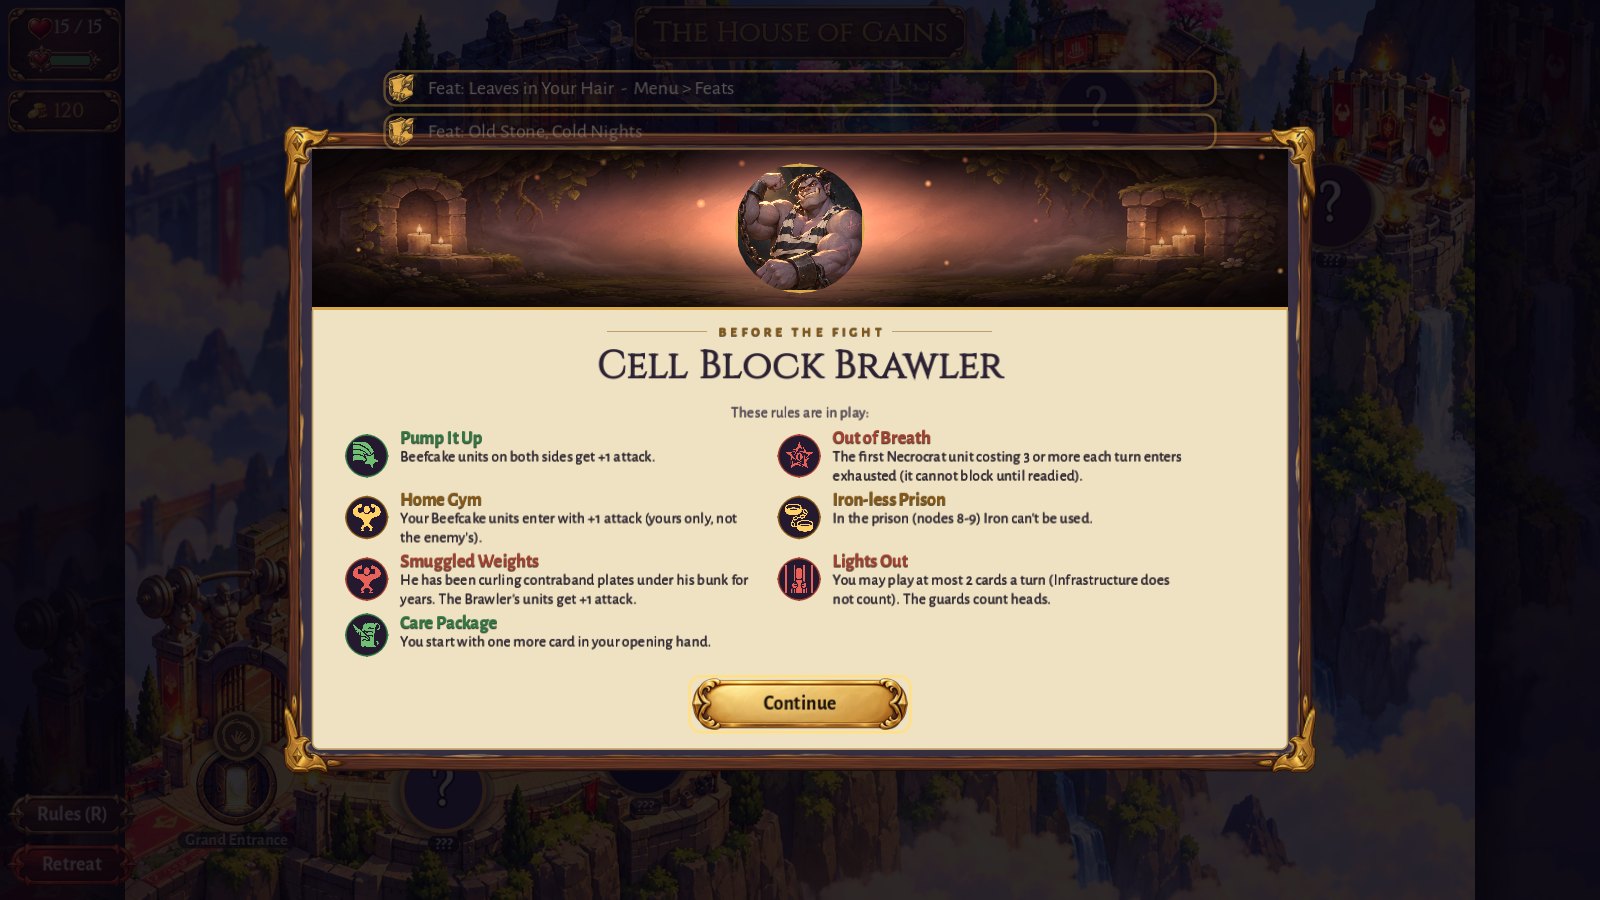 15 / 15
THE HOUSE OF GAINS
120
Feat: Leaves in Your Hair - Menu > Feats
Feat: Old Stone, Cold Nights
?
?
???
BEFORE THE FIGHT
CELL BLOCK BRAWLER
These rules are in play:
Pump It Up
Beefcake units on both sides get +1 attack.
Home Gym
Your Beefcake units enter with +1 attack (yours only, not
the enemy's).
Smuggled Weights
He has been curling contraband plates under his bunk for
years. The Brawler's units get +1 attack.
Care Package
You start with one more card in your opening hand.
Out of Breath
The first Necrocrat unit costing 3 or more each turn enters
exhausted (it cannot block until readied).
Iron-less Prison
In the prison (nodes 8-9) Iron can't be used.
Lights Out
You may play at most 2 cards a turn (Infrastructure does
not count). The guards count heads.
Continue
?
???
???
Grand Entrance
Rules (R)
Retreat